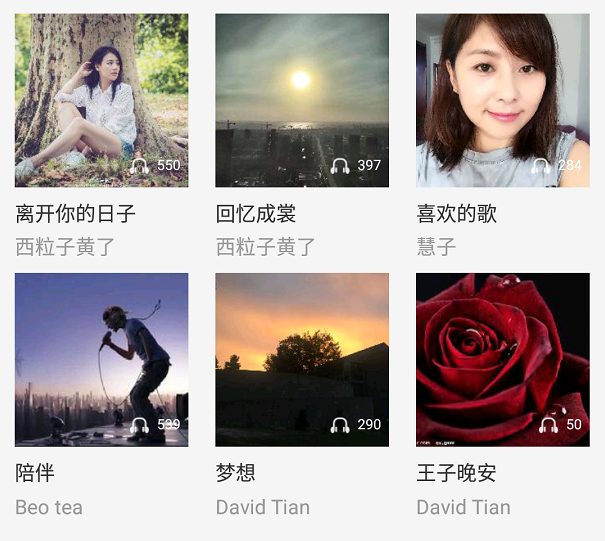 550
397
284
离开你的日子
回忆成裳
喜欢的歌
西粒子黄了
西粒子黄了
慧子
539
290
50
陪伴
梦想
王子晚安
Beo tea
David Tian
David Tian